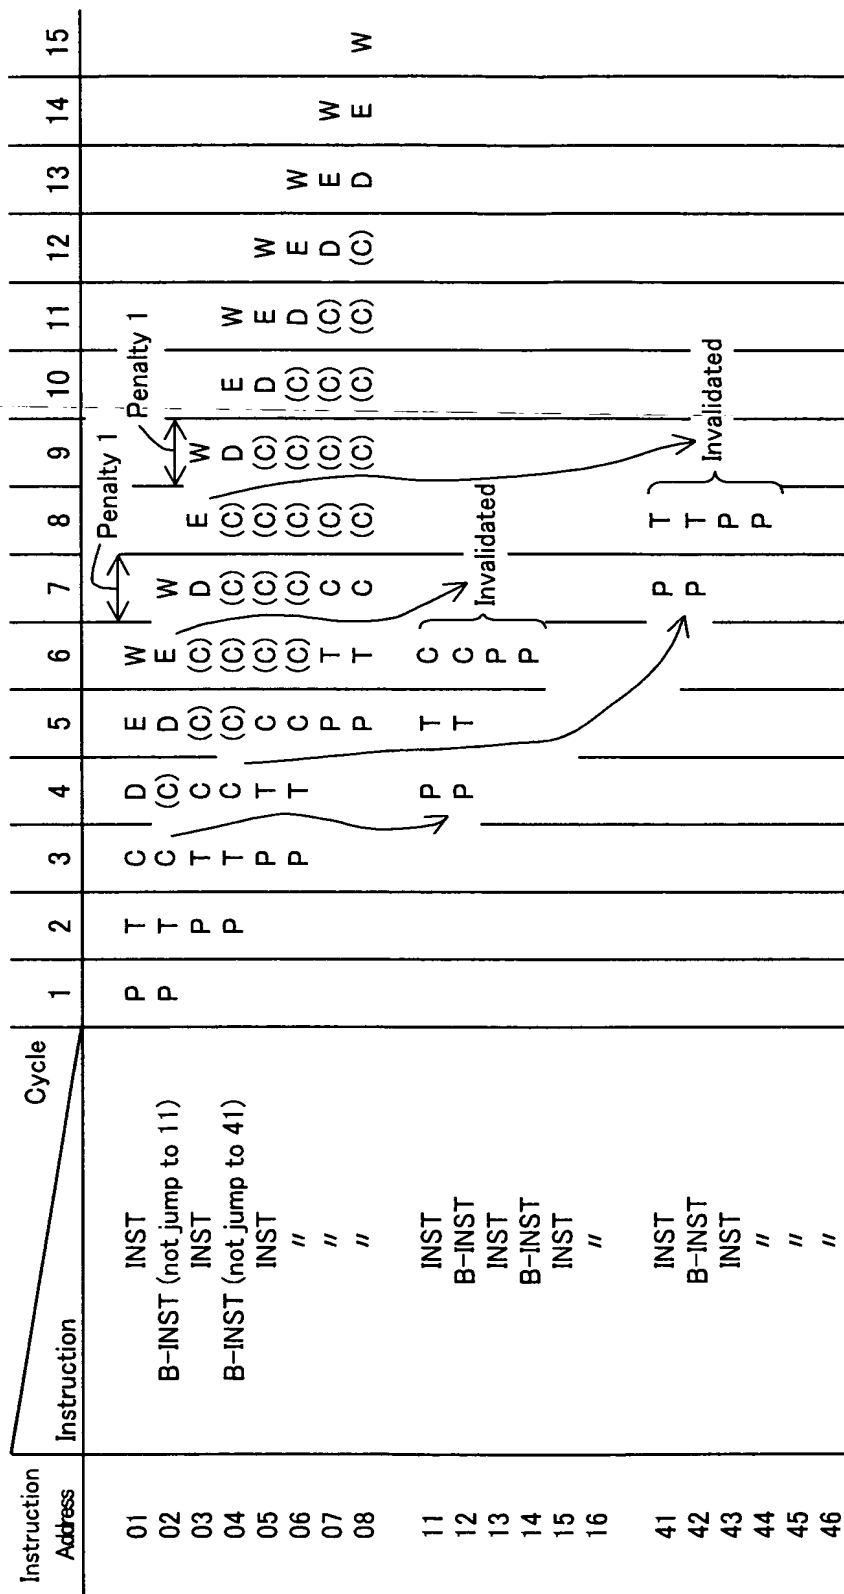 Instruction Address Instruction Cycle 1 2 3 4 5 6 7 8 9 10 11 12 13 14 15
Penalty 1 Penalty 1
01 INST P T C D E W
02 B-INST (not jump to 11) P T C (C) D E W
03 INST P T C (C) (C) D E W
04 B-INST (not jump to 41) P T C (C) (C) (C) (C) D E W
05 INST P T C (C) (C) (C) (C) D E W
06 〃 P T C (C) (C) (C) (C) (C) D E W
07 〃 P T C (C) (C) (C) (C) D E W
08 〃 P T C (C) (C) (C) (C) (C) D E W
11 INST P T C
12 B-INST P T C
13 INST P
14 B-INST P
Invalidated
15 INST
16 〃
41 INST P T
42 B-INST P T
43 INST P
44 〃 P
Invalidated
45 〃
46 〃